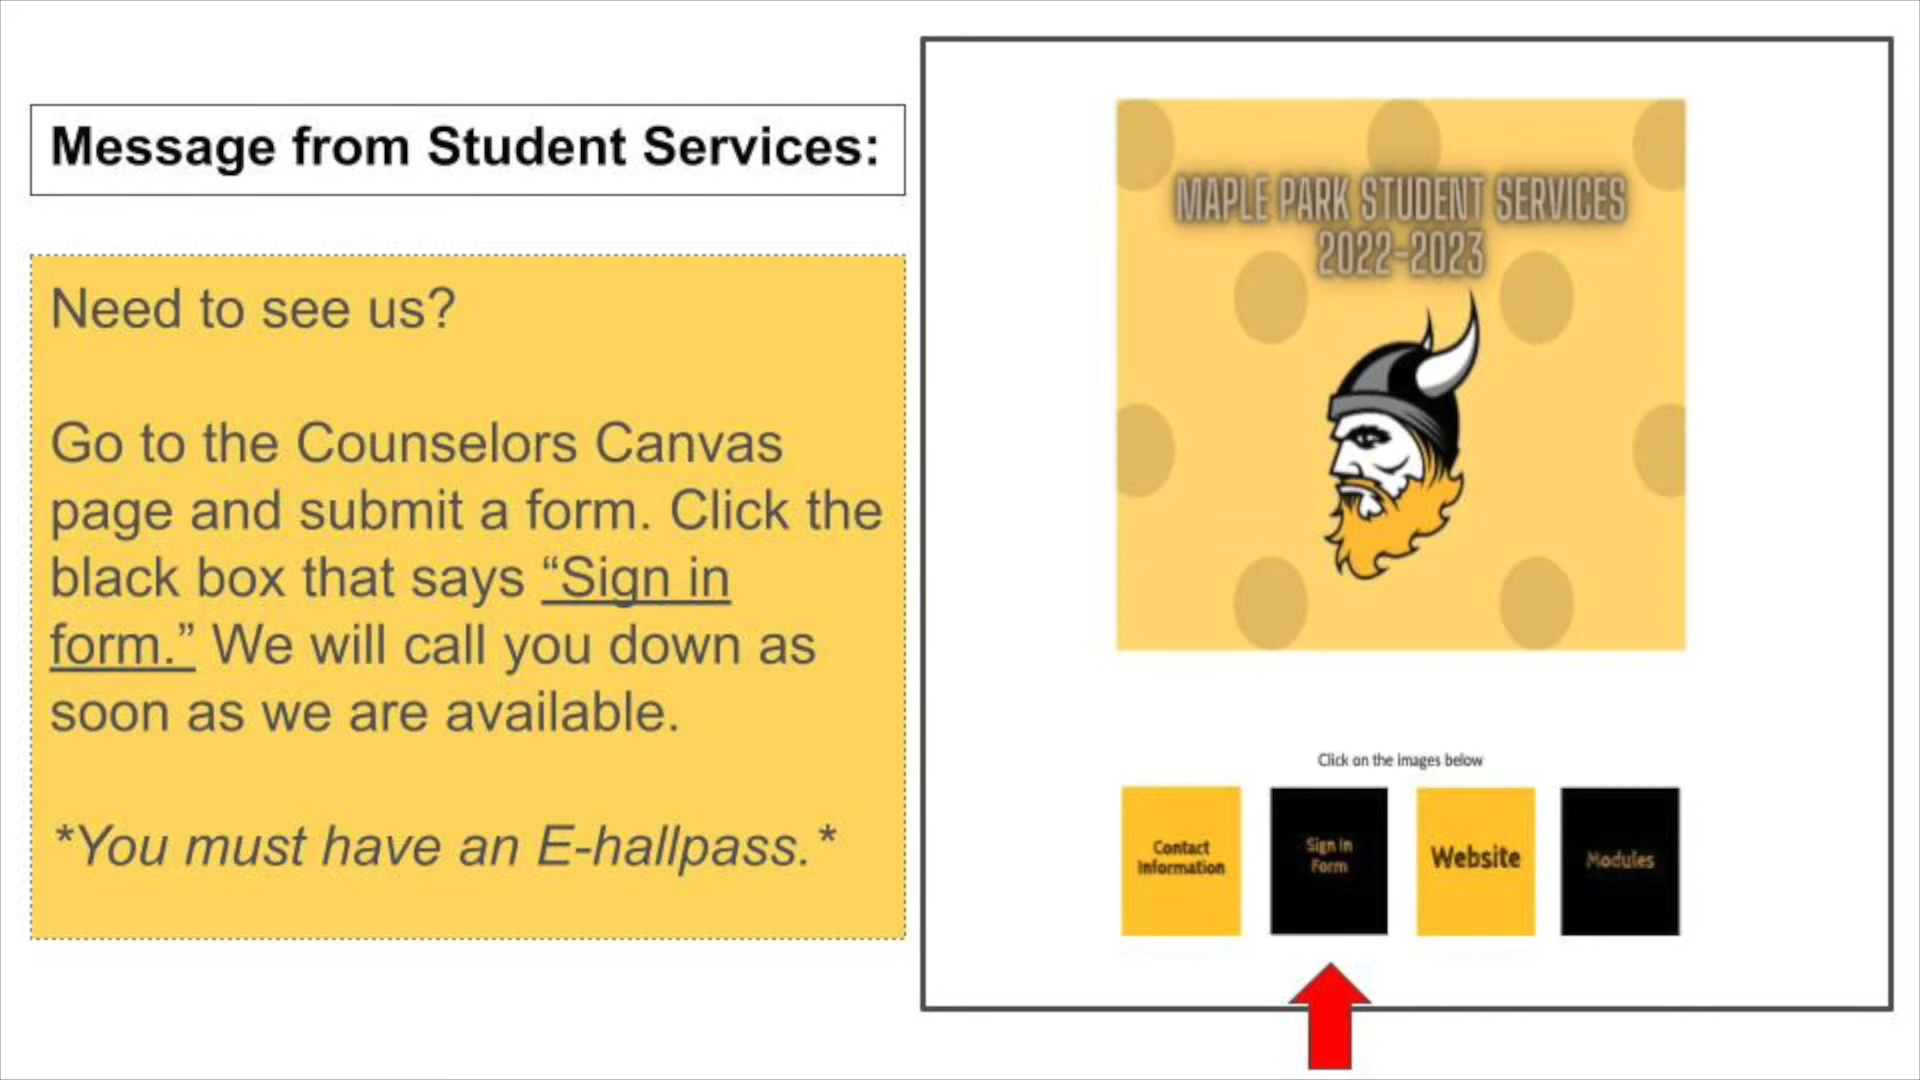 Message from Student Services:
Need to see us?
Go to the Counselors Canvas
page and submit a form. Click the
black box that says “Sign in
form.” We will call you down as
soon as we are available.
*You must have an E-hallpass.*
MAPLE PARK STUDENT SERVICES
2022-2023
Click on the images below
Contact
Information
Sign In
Form
Website
Modules